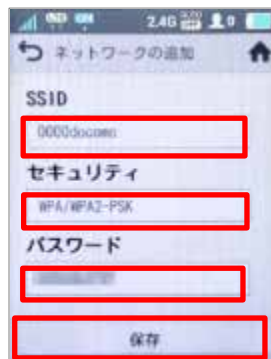 2.4G 0
ネットワークの追加
SSID
0000docomo
セキュリティ
WPA/WPA2-PSK
パスワード
保存